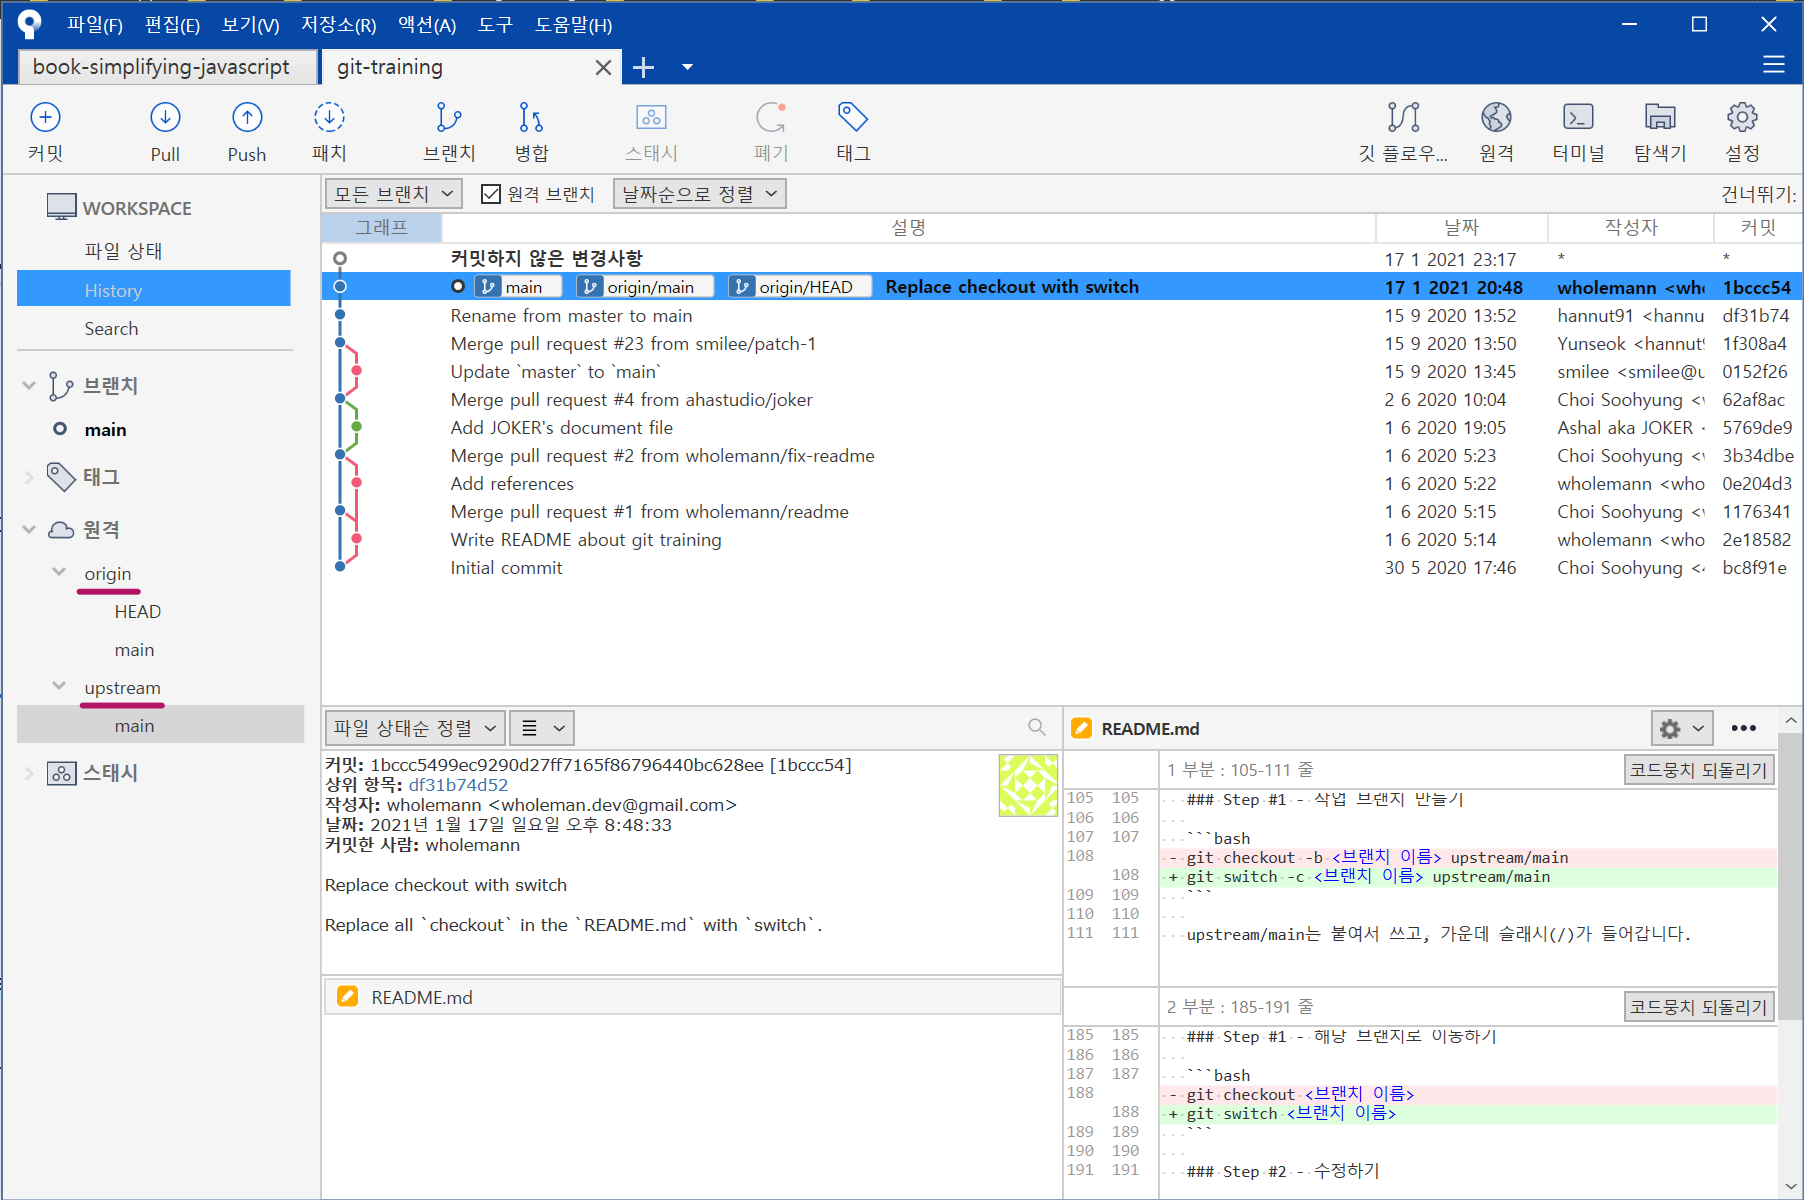 파일(F) 편집(E) 보기(V) 저장소(R) 액션(A) 도구 도움말(H)
book-simplifying-javascript git-training
커밋 Pull Push 패치 브랜치 병합 스태시 폐기 태그 깃 플로우... 원격 터미널 탐색기 설정
WORKSPACE
파일 상태
History
Search
브랜치
main
태그
원격
origin
HEAD
main
upstream
main
스태시
모든 브랜치 원격 브랜치 날짜순으로 정렬 건너뛰기:
그래프 설명 날짜 작성자 커밋
커밋하지 않은 변경사항 17 1 2021 23:17 * *
main origin/main origin/HEAD Replace checkout with switch 17 1 2021 20:48 wholemann <who 1bccc54
Rename from master to main 15 9 2020 13:52 hannut91 <hannu df31b74
Merge pull request #23 from smilee/patch-1 15 9 2020 13:50 Yunseok <hannut9 1f308a4
Update `master` to `main` 15 9 2020 13:45 smilee <smilee@u 0152f26
Merge pull request #4 from ahastudio/joker 2 6 2020 10:04 Choi Soohyung < 62af8ac
Add JOKER's document file 1 6 2020 19:05 Ashal aka JOKER < 5769de9
Merge pull request #2 from wholemann/fix-readme 1 6 2020 5:23 Choi Soohyung < 3b34dbe
Add references 1 6 2020 5:22 wholemann <who 0e204d3
Merge pull request #1 from wholemann/readme 1 6 2020 5:15 Choi Soohyung < 1176341
Write README about git training 1 6 2020 5:14 wholemann <who 2e18582
Initial commit 30 5 2020 17:46 Choi Soohyung < bc8f91e
파일 상태순 정렬
커밋: 1bccc5499ec9290d27ff7165f86796440bc628ee [1bccc54]
상위 항목: df31b74d52
작성자: wholemann <wholeman.dev@gmail.com>
날짜: 2021년 1월 17일 일요일 오후 8:48:33
커밋한 사람: wholemann
Replace checkout with switch
Replace all `checkout` in the `README.md` with `switch`.
README.md
README.md
1 부분 : 105-111 줄 코드뭉치 되돌리기
105 105 ### Step #1 - 작업 브랜치 만들기
106 106
107 107 ```bash
108 - git checkout -b <브랜치 이름> upstream/main
108 + git switch -c <브랜치 이름> upstream/main
109 109 ```
110 110
111 111 upstream/main는 붙여서 쓰고, 가운데 슬래시(/)가 들어갑니다.
2 부분 : 185-191 줄 코드뭉치 되돌리기
185 185 ### Step #1 - 해당 브랜치로 이동하기
186 186
187 187 ```bash
188 - git checkout <브랜치 이름>
188 + git switch <브랜치 이름>
189 189 ```
190 190
191 191 ### Step #2 - 수정하기